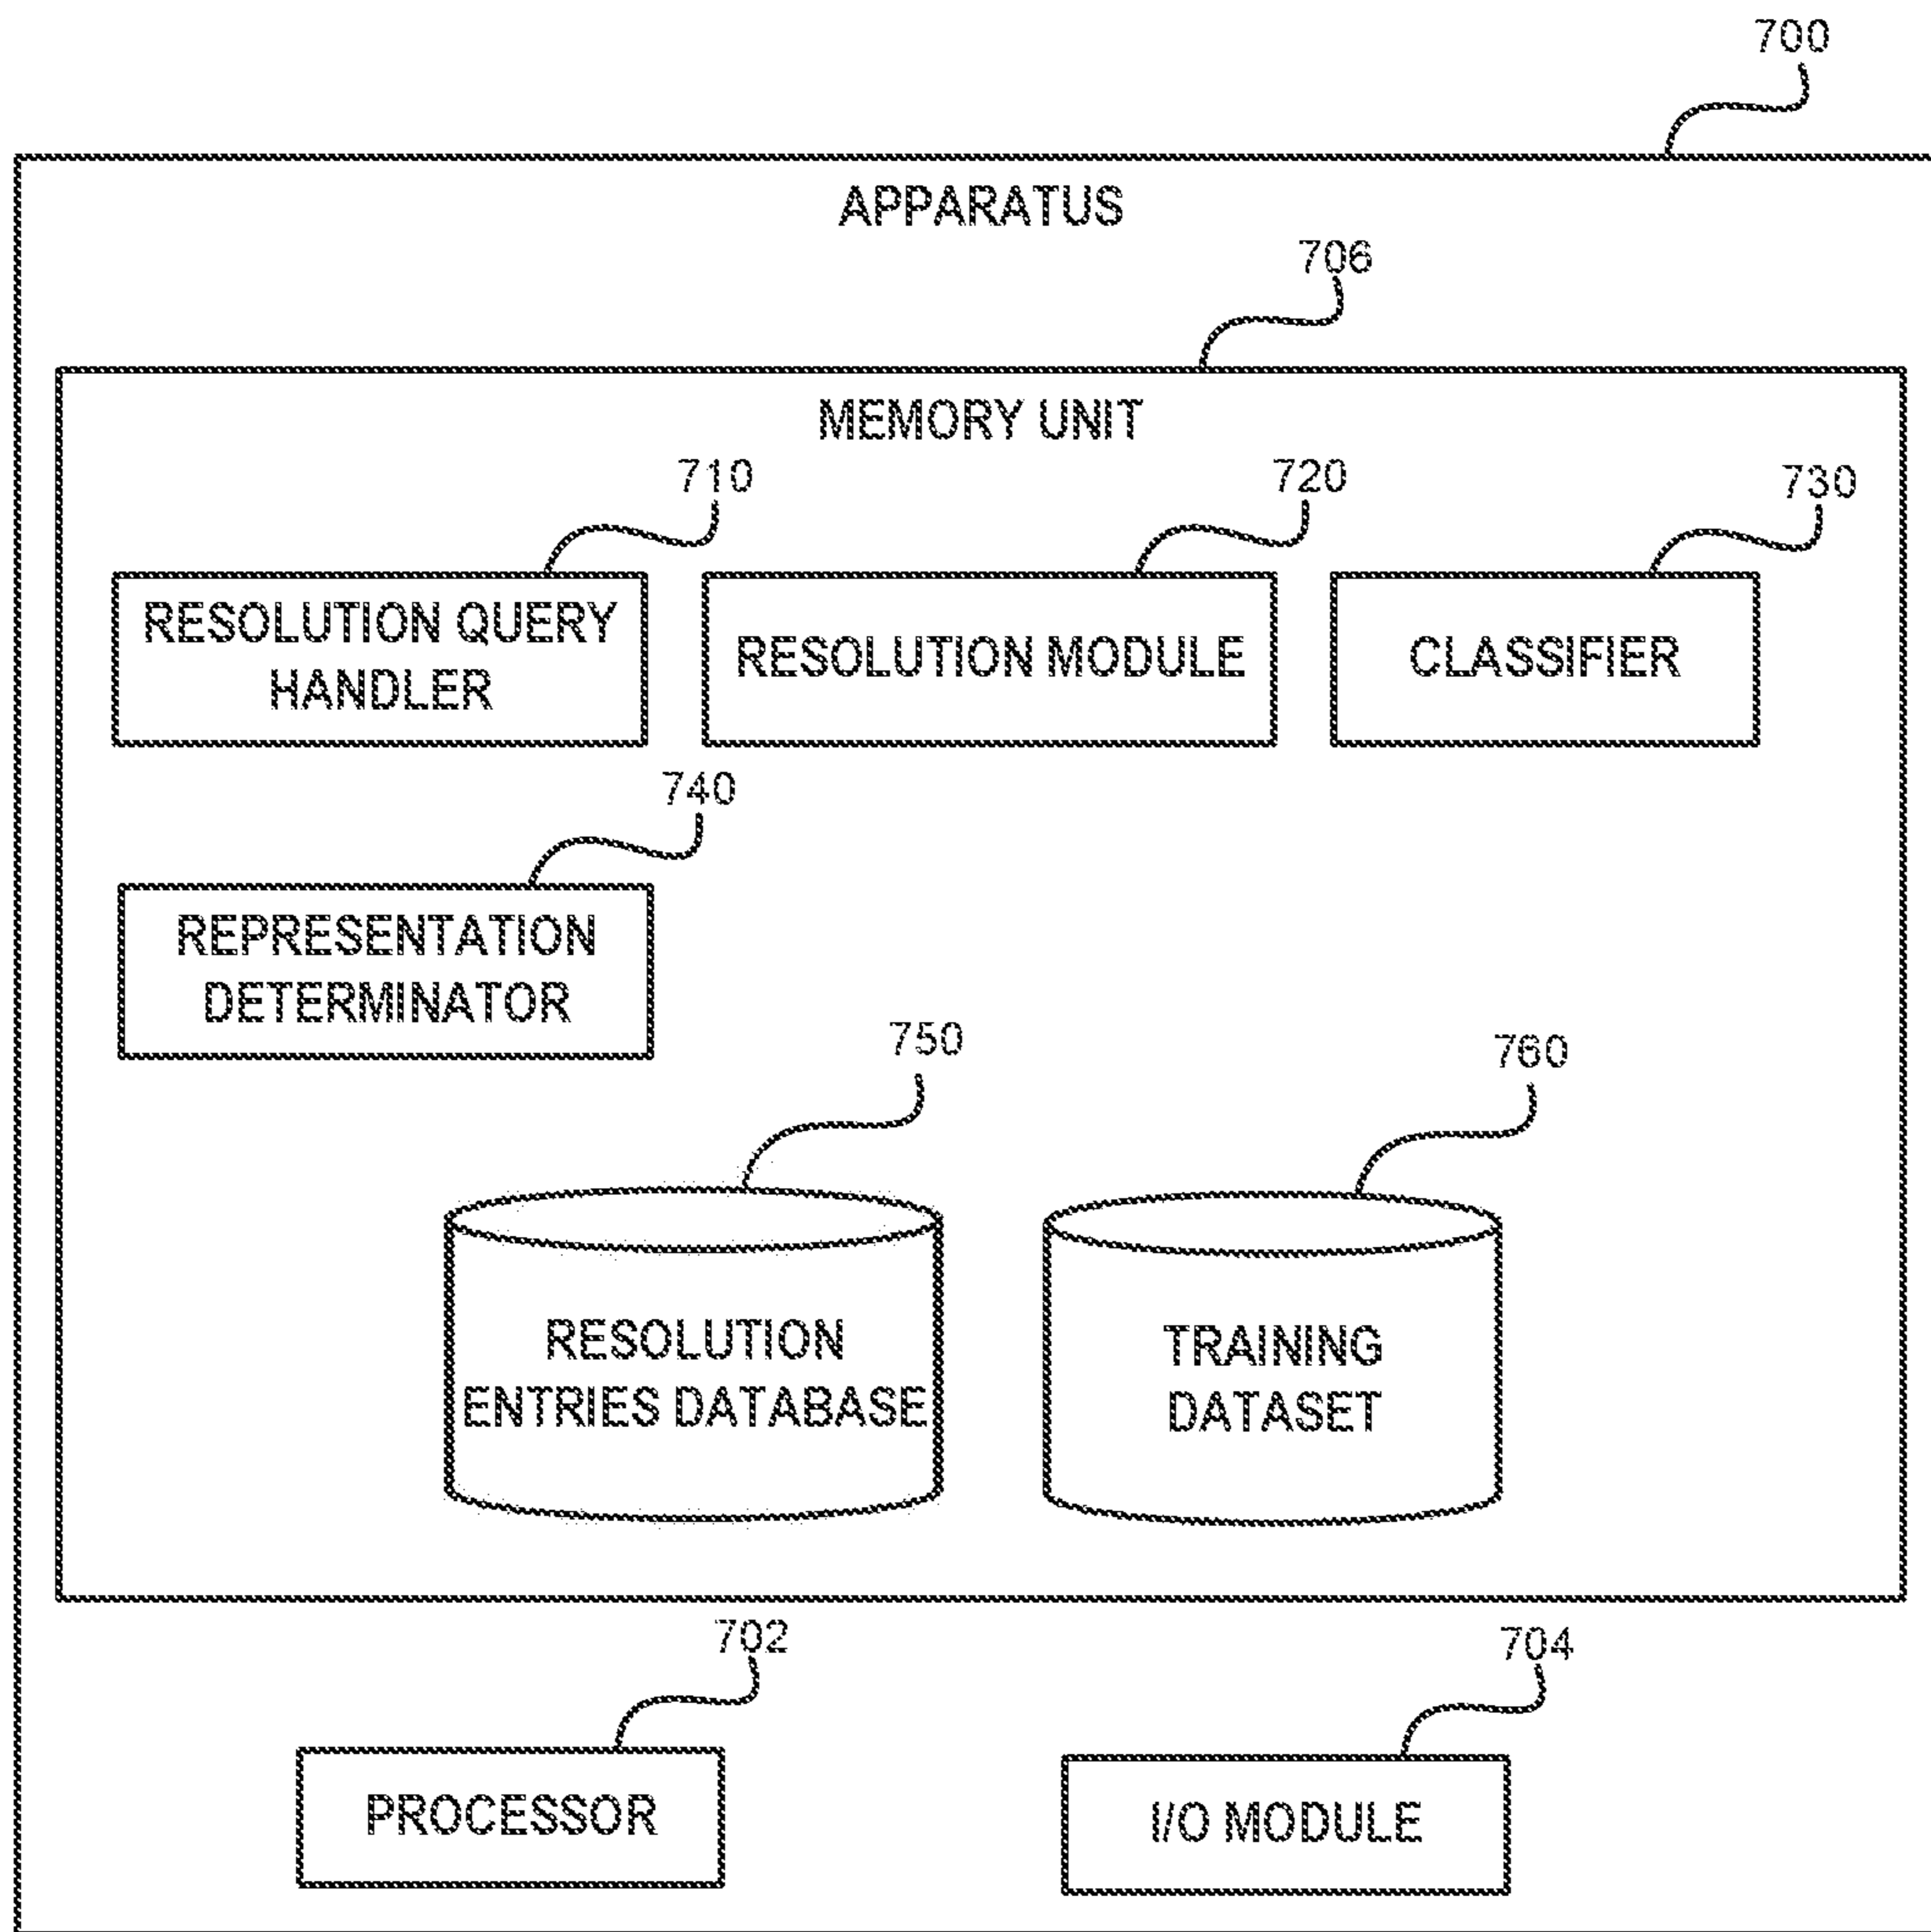 700
APPARATUS
706
MEMORY UNIT
710
720
730
RESOLUTION QUERY
HANDLER
RESOLUTION MODULE
CLASSIFIER
740
REPRESENTATION
DETERMINATOR
750
760
RESOLUTION
ENTRIES DATABASE
TRAINING
DATASET
702
704
PROCESSOR
I/O MODULE